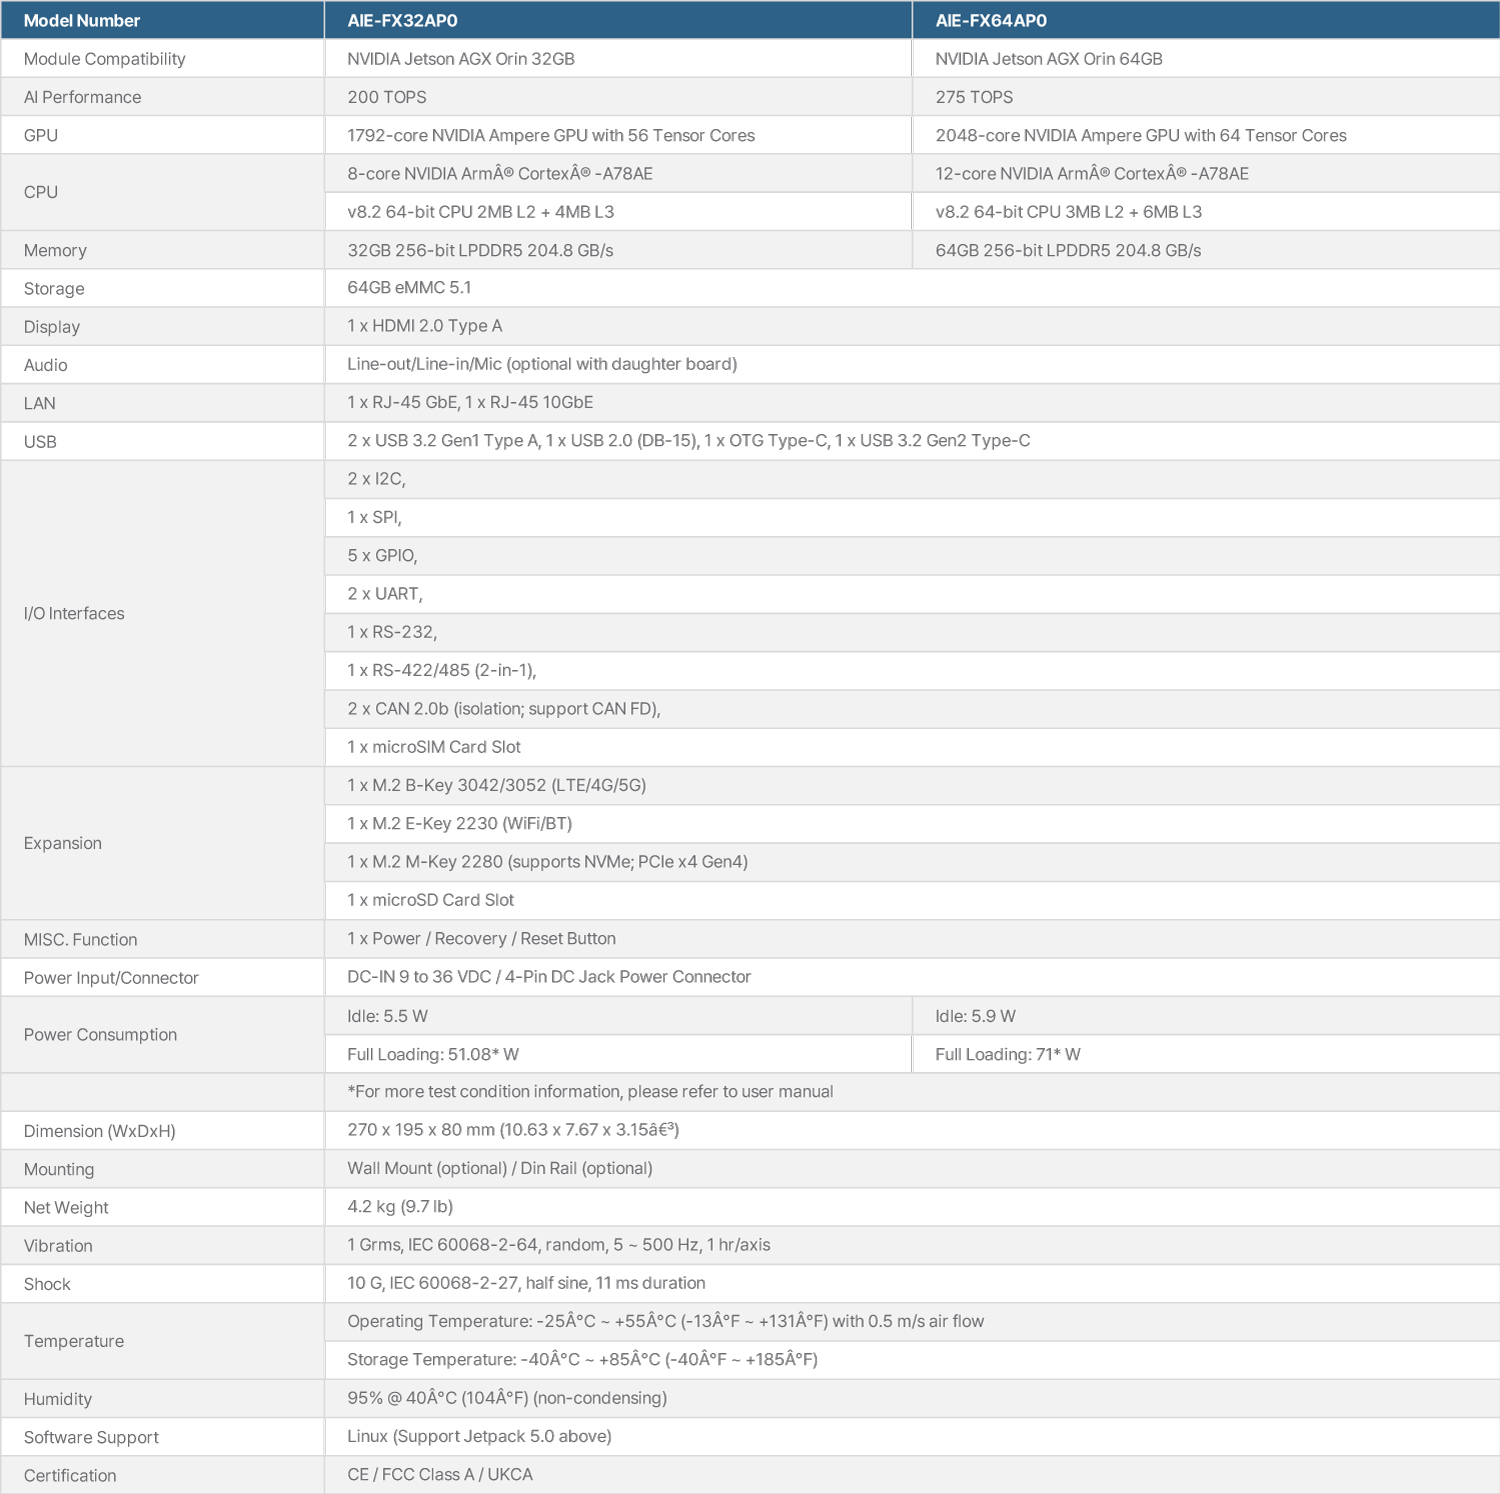 Model Number AIE-FX32AP0 AIE-FX64AP0
Module Compatibility NVIDIA Jetson AGX Orin 32GB NVIDIA Jetson AGX Orin 64GB
AI Performance 200 TOPS 275 TOPS
GPU 1792-core NVIDIA Ampere GPU with 56 Tensor Cores 2048-core NVIDIA Ampere GPU with 64 Tensor Cores
CPU 8-core NVIDIA ArmÂ® CortexÂ® -A78AE 12-core NVIDIA ArmÂ® CortexÂ® -A78AE
v8.2 64-bit CPU 2MB L2 + 4MB L3 v8.2 64-bit CPU 3MB L2 + 6MB L3
Memory 32GB 256-bit LPDDR5 204.8 GB/s 64GB 256-bit LPDDR5 204.8 GB/s
Storage 64GB eMMC 5.1
Display 1 x HDMI 2.0 Type A
Audio Line-out/Line-in/Mic (optional with daughter board)
LAN 1 x RJ-45 GbE, 1 x RJ-45 10GbE
USB 2 x USB 3.2 Gen1 Type A, 1 x USB 2.0 (DB-15), 1 x OTG Type-C, 1 x USB 3.2 Gen2 Type-C
I/O Interfaces 2 x I2C,
1 x SPI,
5 x GPIO,
2 x UART,
1 x RS-232,
1 x RS-422/485 (2-in-1),
2 x CAN 2.0b (isolation; support CAN FD),
1 x microSIM Card Slot
Expansion 1 x M.2 B-Key 3042/3052 (LTE/4G/5G)
1 x M.2 E-Key 2230 (WiFi/BT)
1 x M.2 M-Key 2280 (supports NVMe; PCIe x4 Gen4)
1 x microSD Card Slot
MISC. Function 1 x Power / Recovery / Reset Button
Power Input/Connector DC-IN 9 to 36 VDC / 4-Pin DC Jack Power Connector
Power Consumption Idle: 5.5 W Idle: 5.9 W
Full Loading: 51.08* W Full Loading: 71* W
*For more test condition information, please refer to user manual
Dimension (WxDxH) 270 x 195 x 80 mm (10.63 x 7.67 x 3.15â€³)
Mounting Wall Mount (optional) / Din Rail (optional)
Net Weight 4.2 kg (9.7 lb)
Vibration 1 Grms, IEC 60068-2-64, random, 5 ~ 500 Hz, 1 hr/axis
Shock 10 G, IEC 60068-2-27, half sine, 11 ms duration
Temperature Operating Temperature: -25Â°C ~ +55Â°C (-13Â°F ~ +131Â°F) with 0.5 m/s air flow
Storage Temperature: -40Â°C ~ +85Â°C (-40Â°F ~ +185Â°F)
Humidity 95% @ 40Â°C (104Â°F) (non-condensing)
Software Support Linux (Support Jetpack 5.0 above)
Certification CE / FCC Class A / UKCA